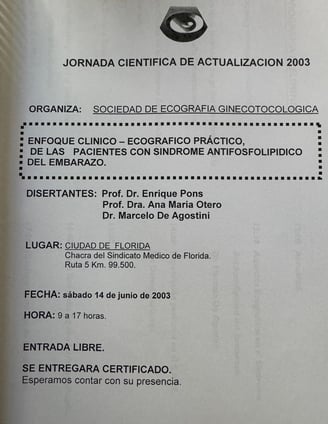 JORNADA CIENTIFICA DE ACTUALIZACION 2003
ORGANIZA: SOCIEDAD DE ECOGRAFIA GINECOTOCOLOGICA
ENFOQUE CLINICO – ECOGRAFICO PRÁCTICO,
DE LAS PACIENTES CON SINDROME ANTIFOSFOLIPIDICO
DEL EMBARAZO.
DISERTANTES: Prof. Dr. Enrique Pons
Prof. Dra. Ana Maria Otero
Dr. Marcelo De Agostini
LUGAR: CIUDAD DE FLORIDA
Chacra del Sindicato Medico de Florida.
Ruta 5 Km. 99.500.
FECHA: sábado 14 de junio de 2003
HORA: 9 a 17 horas.
ENTRADA LIBRE.
SE ENTREGARA CERTIFICADO.
Esperamos contar con su presencia.